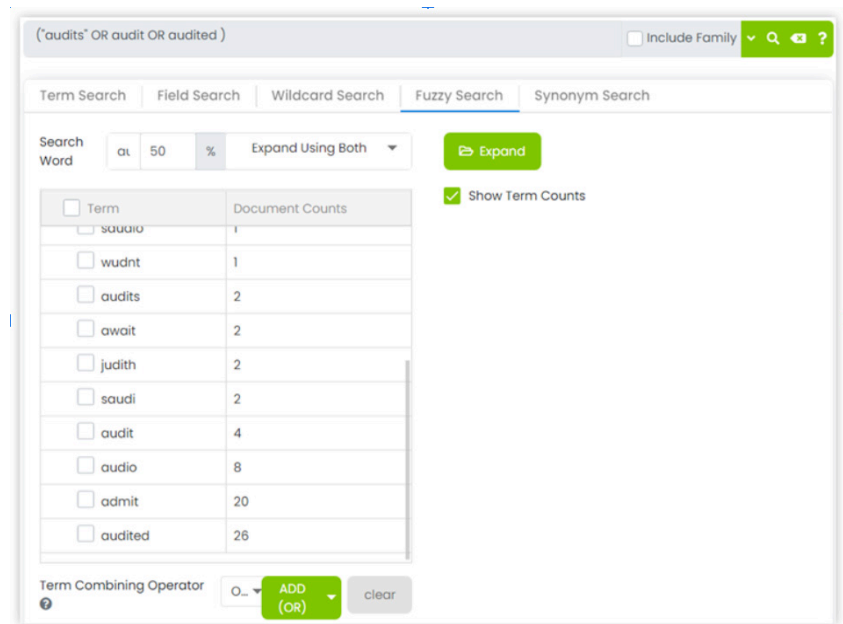 ("audits" OR audit OR audited )
Include Family
?
Term Search Field Search Wildcard Search Fuzzy Search Synonym Search
Search Word
50 % Expand Using Both
Expand
Show Term Counts
Term Document Counts
wudnt 1
audits 2
await 2
judith 2
saudi 2
audit 4
audio 8
admit 20
audited 26
Term Combining Operator
?
O...
ADD (OR)
clear